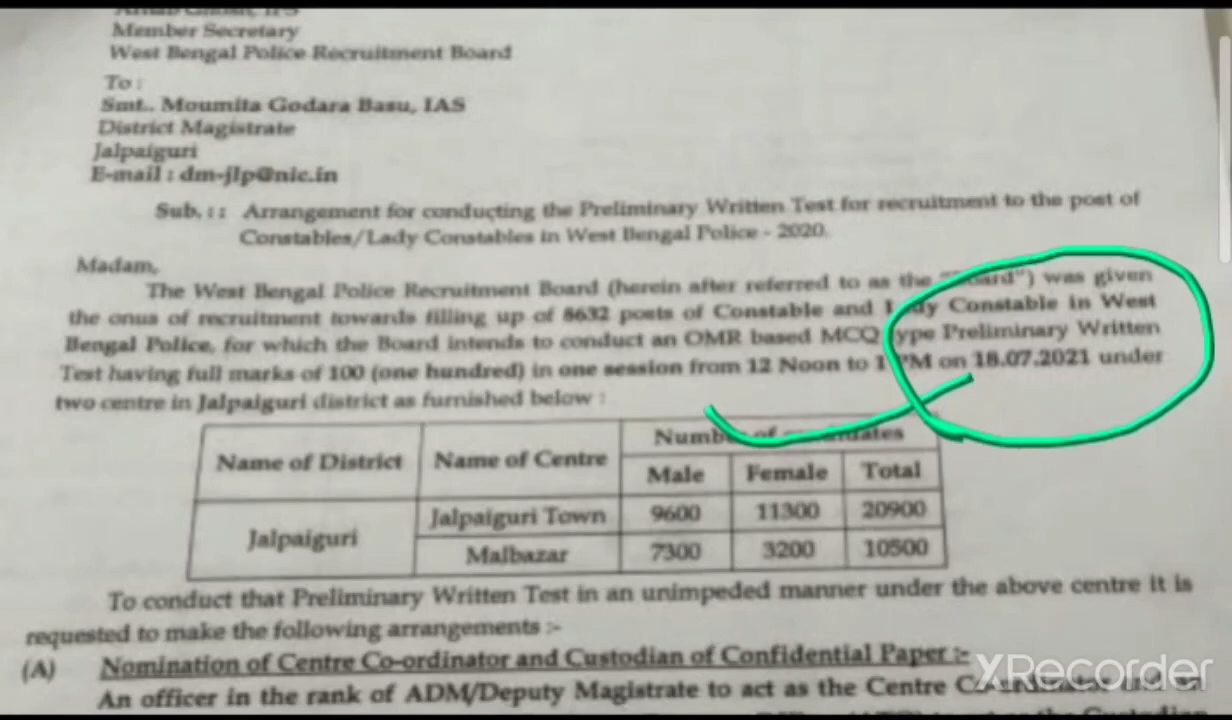 Member Secretary
West Bengal Police Recruitment Board
To :
Smt.. Moumita Godara Basu, IAS
District Magistrate
Jalpaiguri
E-mail : dm-jlp@nic.in
Sub. :: Arrangement for conducting the Preliminary Written Test for recruitment to the post of
Constables/Lady Constables in West Bengal Police - 2020.
Madam,
The West Bengal Police Recruitment Board (herein after referred to as the "Board") was given
the onus of recruitment towards filling up of 8632 posts of Constable and Lady Constable in West
Bengal Police, for which the Board intends to conduct an OMR based MCQ type Preliminary Written
Test having full marks of 100 (one hundred) in one session from 12 Noon to 1 PM on 18.07.2021 under
two centre in Jalpaiguri district as furnished below :
Name of District Name of Centre Number of candidates
Male Female Total
Jalpaiguri Jalpaiguri Town 9600 11300 20900
Malbazar 7300 3200 10500
To conduct that Preliminary Written Test in an unimpeded manner under the above centre it is
requested to make the following arrangements :-
(A) Nomination of Centre Co-ordinator and Custodian of Confidential Paper :-
An officer in the rank of ADM/Deputy Magistrate to act as the Centre Co-ordinator and an
XRecorder